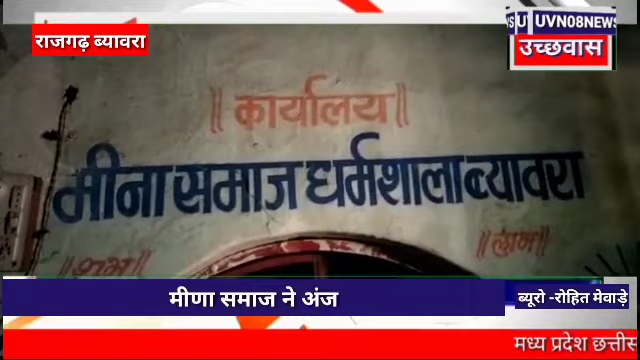 राजगढ़ ब्यावरा
UVN08NEWS
उच्छवास
|| कार्यालय ||
मीना समाज धर्मशाला ब्यावरा
|| शुभ ||
|| लाभ ||
मीणा समाज ने अंज
ब्यूरो -रोहित मेवाड़े
मध्य प्रदेश छत्तीस